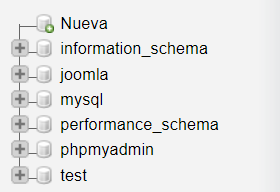 Nueva
information_schema
joomla
mysql
performance_schema
phpmyadmin
test